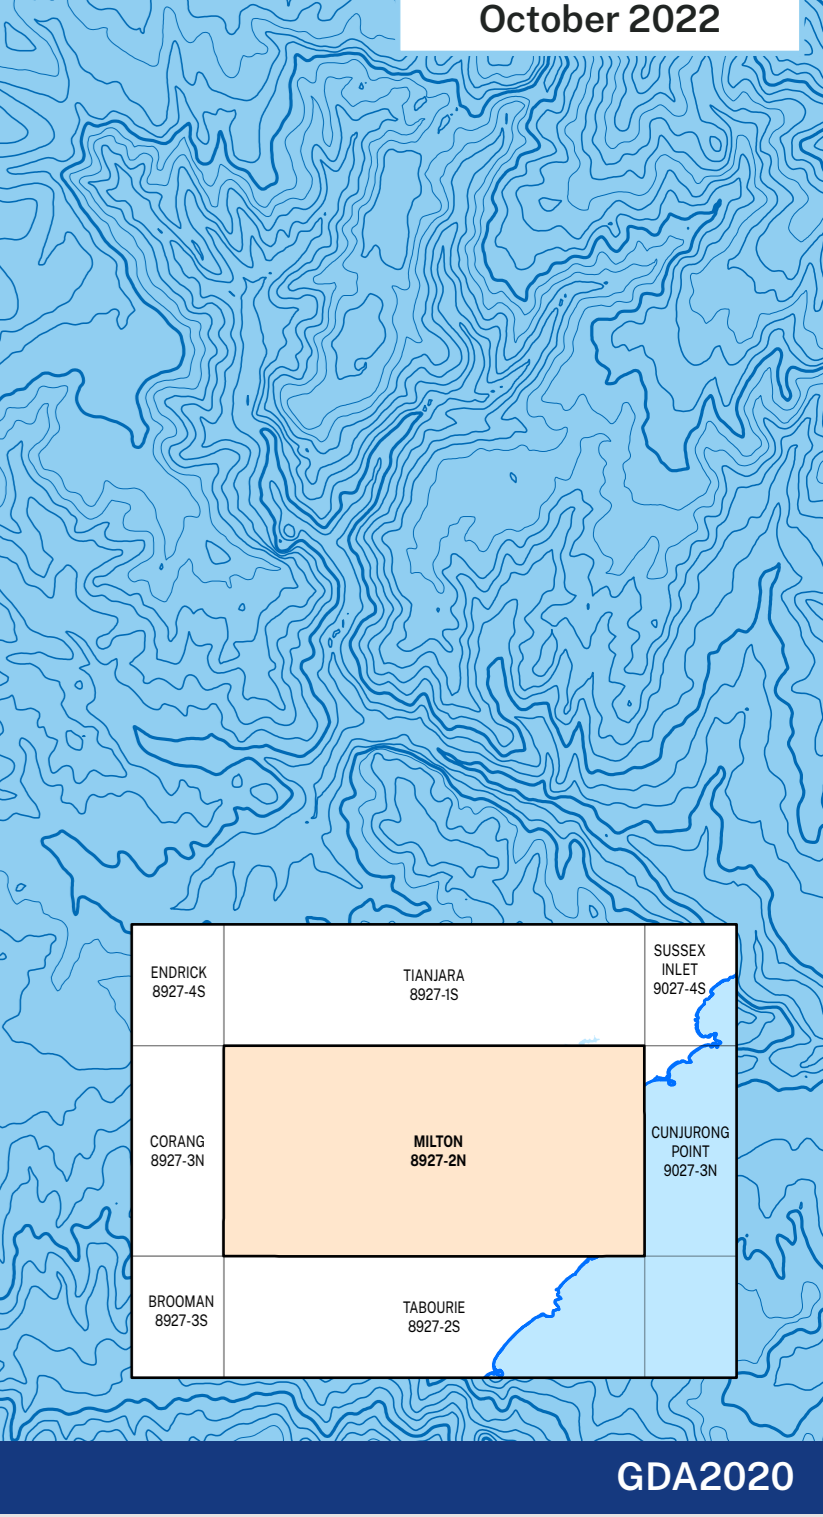 October 2022
ENDRICK
8927-4S
TIANJARA
8927-1S
SUSSEX
INLET
9027-4S
CORANG
8927-3N
MILTON
8927-2N
CUNJURONG
POINT
9027-3N
BROOMAN
8927-3S
TABOURIE
8927-2S
GDA2020